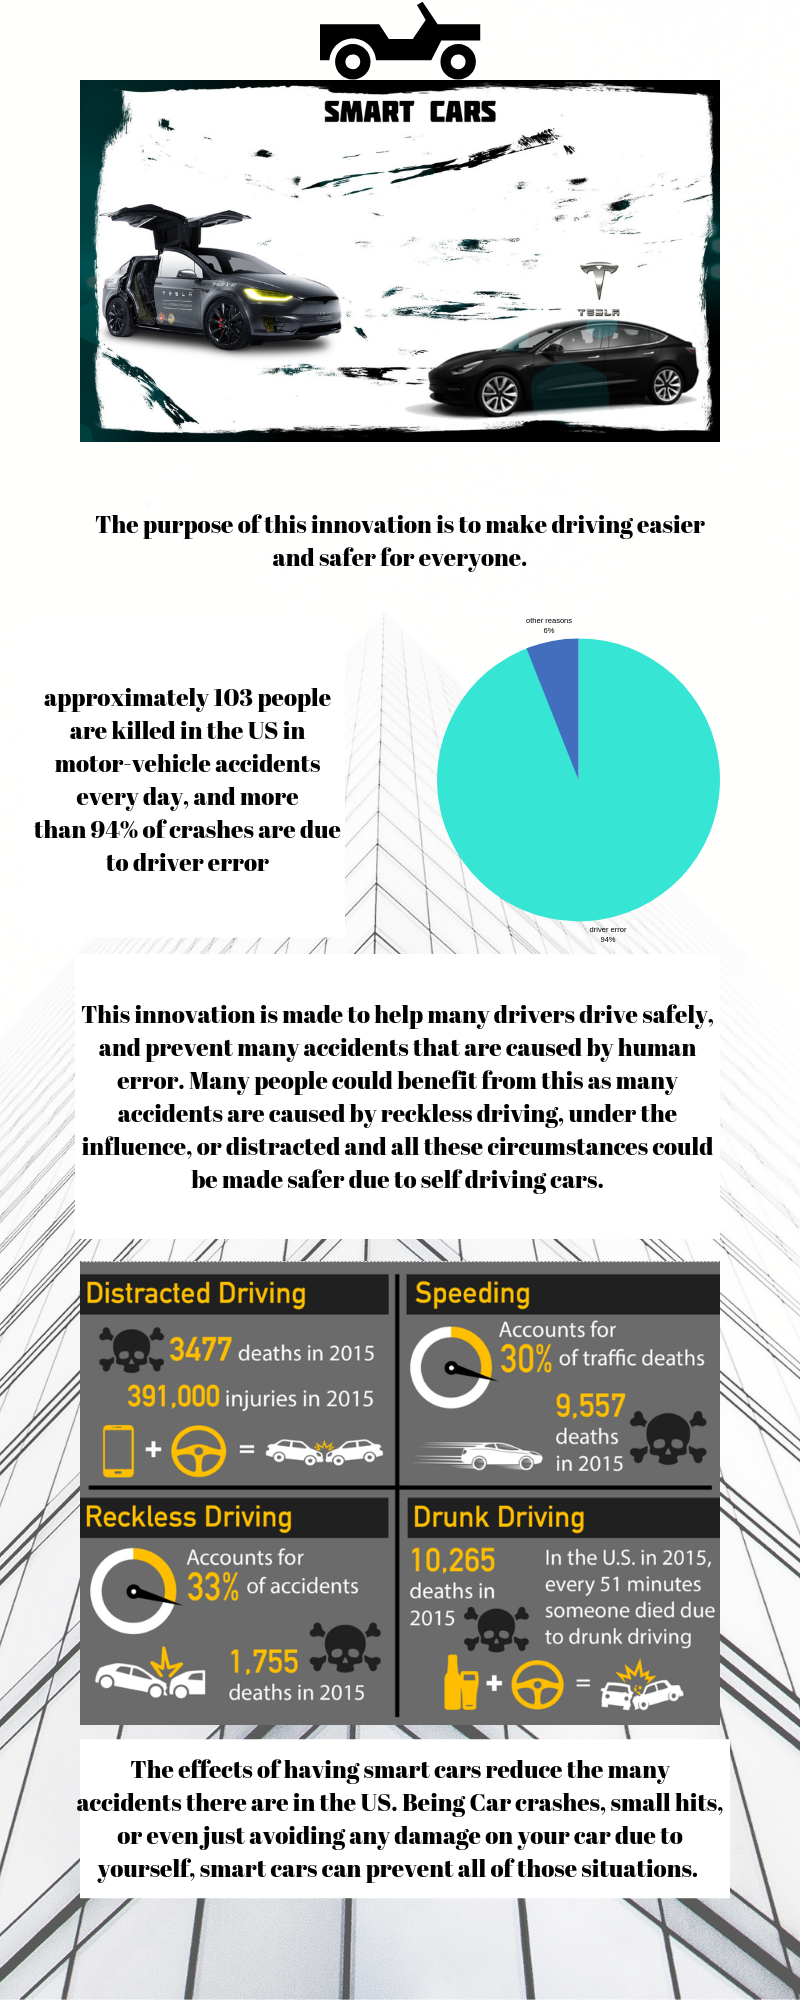 SMART CARS
TESLA
TESLA
The purpose of this innovation is to make driving easier
and safer for everyone.
other reasons
6%
approximately 103 people
are killed in the US in
motor-vehicle accidents
every day, and more
than 94% of crashes are due
to driver error
driver error
94%
This innovation is made to help many drivers drive safely,
and prevent many accidents that are caused by human
error. Many people could benefit from this as many
accidents are caused by reckless driving, under the
influence, or distracted and all these circumstances could
be made safer due to self driving cars.
Distracted Driving
3477 deaths in 2015
391,000 injuries in 2015
+ =
Speeding
Accounts for
30% of traffic deaths
9,557
deaths
in 2015
Reckless Driving
Accounts for
33% of accidents
1,755
deaths in 2015
Drunk Driving
10,265
deaths in
2015
In the U.S. in 2015,
every 51 minutes
someone died due
to drunk driving
+ =
The effects of having smart cars reduce the many
accidents there are in the US. Being Car crashes, small hits,
or even just avoiding any damage on your car due to
yourself, smart cars can prevent all of those situations.